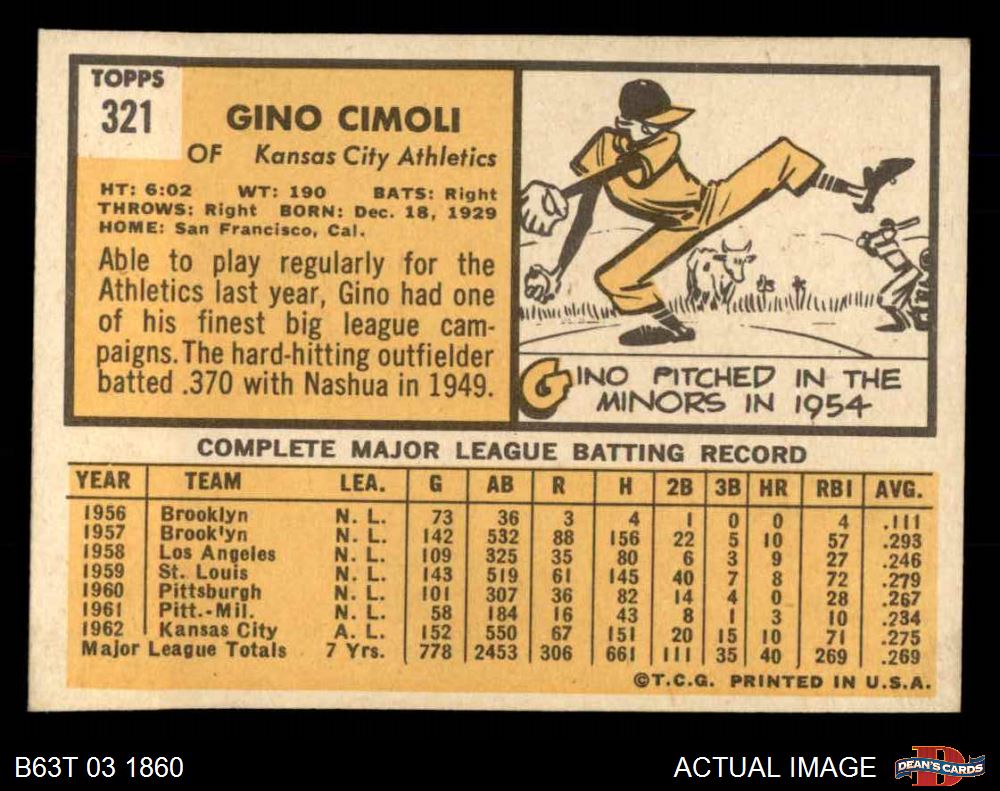 TOPPS
321
GINO CIMOLI
OF Kansas City Athletics
HT: 6:02 WT: 190 BATS: Right
THROWS: Right BORN: Dec. 18, 1929
HOME: San Francisco, Cal.
Able to play regularly for the
Athletics last year, Gino had one
of his finest big league cam-
paigns. The hard-hitting outfielder
batted .370 with Nashua in 1949.
GINO PITCHED IN THE
MINORS IN 1954
COMPLETE MAJOR LEAGUE BATTING RECORD
YEAR TEAM LEA. G AB R H 2B 3B HR RBI AVG.
1956 Brooklyn N. L. 73 36 3 4 1 0 0 4 .111
1957 Brook'yn N. L. 142 532 88 156 22 5 10 57 .293
1958 Los Angeles N. L. 109 325 35 80 6 3 9 27 .246
1959 St. Louis N. L. 143 519 61 145 40 7 8 72 .279
1960 Pittsburgh N. L. 101 307 36 82 14 4 0 28 .267
1961 Pitt.-Mil. N. L. 58 184 16 43 8 1 3 10 .234
1962 Kansas City A. L. 152 550 67 151 20 15 10 71 .275
Major League Totals 7 Yrs. 778 2453 306 661 111 35 40 269 .269
©T.C.G. PRINTED IN U.S.A.
B63T 03 1860 ACTUAL IMAGE DEAN'S CARDS